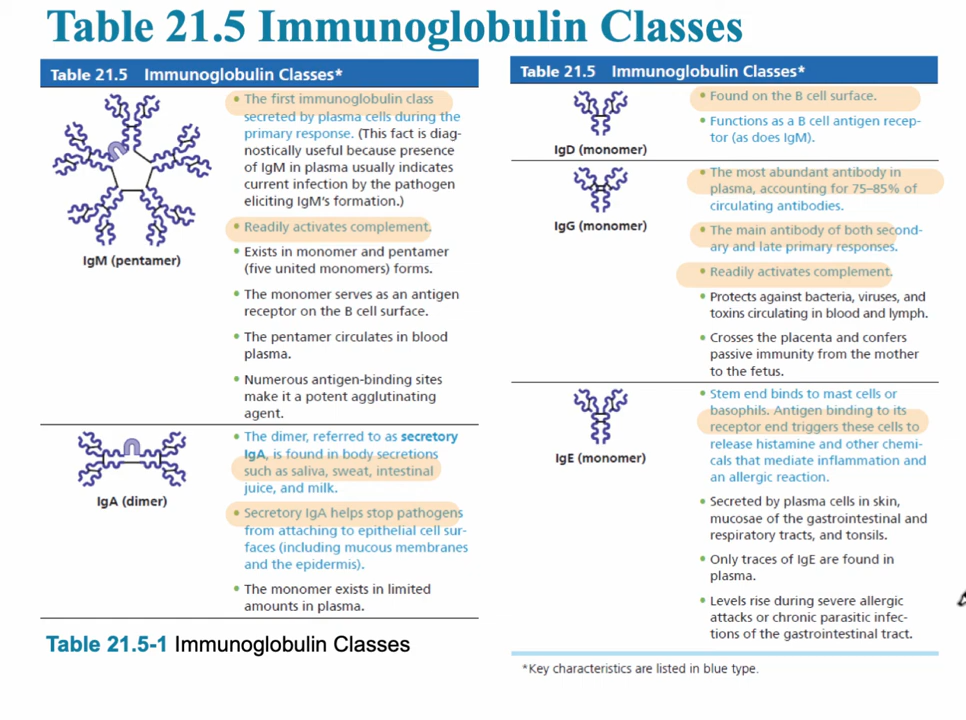 Table 21.5 Immunoglobulin Classes
Table 21.5 Immunoglobulin Classes*
IgM (pentamer)
• The first immunoglobulin class
secreted by plasma cells during the
primary response. (This fact is diag-
nostically useful because presence
of IgM in plasma usually indicates
current infection by the pathogen
eliciting IgM's formation.)
• Readily activates complement.
• Exists in monomer and pentamer
(five united monomers) forms.
• The monomer serves as an antigen
receptor on the B cell surface.
• The pentamer circulates in blood
plasma.
• Numerous antigen-binding sites
make it a potent agglutinating
agent.
IgA (dimer)
• The dimer, referred to as secretory
IgA, is found in body secretions
such as saliva, sweat, intestinal
juice, and milk.
• Secretory IgA helps stop pathogens
from attaching to epithelial cell sur-
faces (including mucous membranes
and the epidermis).
• The monomer exists in limited
amounts in plasma.
Table 21.5-1 Immunoglobulin Classes
Table 21.5 Immunoglobulin Classes*
IgD (monomer)
• Found on the B cell surface.
• Functions as a B cell antigen recep-
tor (as does IgM).
IgG (monomer)
• The most abundant antibody in
plasma, accounting for 75–85% of
circulating antibodies.
• The main antibody of both second-
ary and late primary responses.
• Readily activates complement.
• Protects against bacteria, viruses, and
toxins circulating in blood and lymph.
• Crosses the placenta and confers
passive immunity from the mother
to the fetus.
IgE (monomer)
• Stem end binds to mast cells or
basophils. Antigen binding to its
receptor end triggers these cells to
release histamine and other chemi-
cals that mediate inflammation and
an allergic reaction.
• Secreted by plasma cells in skin,
mucosae of the gastrointestinal and
respiratory tracts, and tonsils.
• Only traces of IgE are found in
plasma.
• Levels rise during severe allergic
attacks or chronic parasitic infec-
tions of the gastrointestinal tract.
*Key characteristics are listed in blue type.